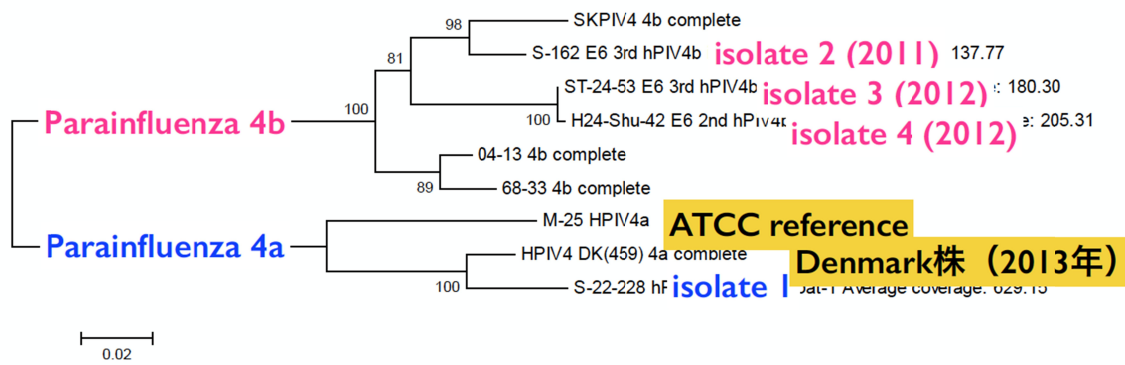 98
SKPIV4 4b complete
S-162 E6 3rd hPIV4b isolate 2 (2011) 137.77
81
ST-24-53 E6 3rd hPIV4b isolate 3 (2012) : 180.30
100
Parainfluenza 4b
100 H24-Shu-42 E6 2nd hPIV4b isolate 4 (2012) e: 205.31
04-13 4b complete
89 68-33 4b complete
M-25 HPIV4a ATCC reference
Parainfluenza 4a
HPIV4 DK(459) 4a complete Denmark株（2013年）
100 S-22-228 isolate 1 Average coverage: 629.15
0.02